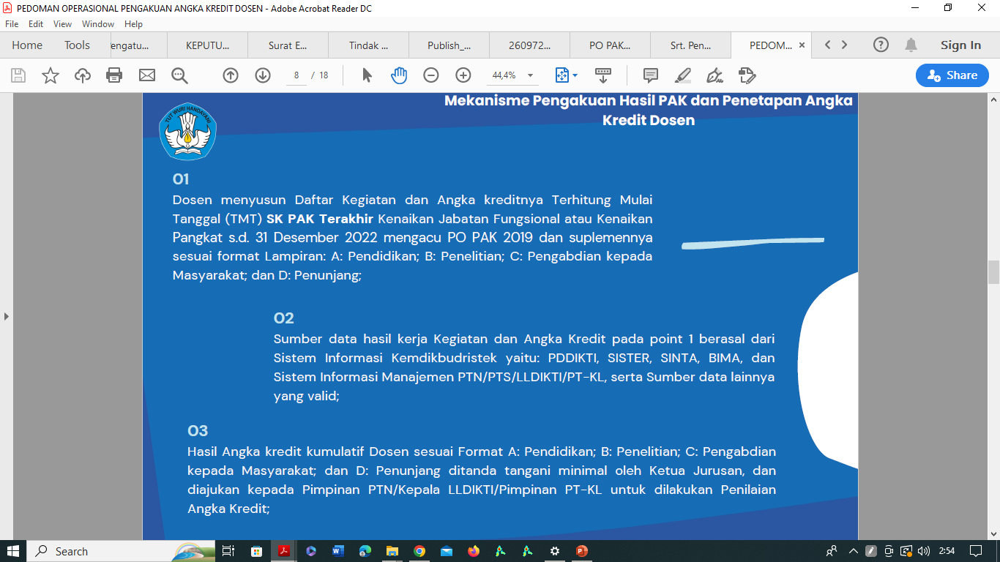 PEDOMAN OPERASIONAL PENGAKUAN ANGKA KREDIT DOSEN - Adobe Acrobat Reader DC
File Edit View Window Help
Home Tools engatu... KEPUTU... Surat E... Tindak ... Publish_... 260972... PO PAK... Srt. Pen... PEDOM... × Sign In
8 / 18 44,4% Share
Mekanisme Pengakuan Hasil PAK dan Penetapan Angka
Kredit Dosen
TUT WURI HANDAYANI
01
Dosen menyusun Daftar Kegiatan dan Angka kreditnya Terhitung Mulai
Tanggal (TMT) SK PAK Terakhir Kenaikan Jabatan Fungsional atau Kenaikan
Pangkat s.d. 31 Desember 2022 mengacu PO PAK 2019 dan suplemennya
sesuai format Lampiran: A: Pendidikan; B: Penelitian; C: Pengabdian kepada
Masyarakat; dan D: Penunjang;
02
Sumber data hasil kerja Kegiatan dan Angka Kredit pada point 1 berasal dari
Sistem Informasi Kemdikbudristek yaitu: PDDIKTI, SISTER, SINTA, BIMA, dan
Sistem Informasi Manajemen PTN/PTS/LLDIKTI/PT-KL, serta Sumber data lainnya
yang valid;
03
Hasil Angka kredit kumulatif Dosen sesuai Format A: Pendidikan; B: Penelitian; C: Pengabdian
kepada Masyarakat; dan D: Penunjang ditanda tangani minimal oleh Ketua Jurusan, dan
diajukan kepada Pimpinan PTN/Kepala LLDIKTI/Pimpinan PT-KL untuk dilakukan Penilaian
Angka Kredit;
Search 2:54